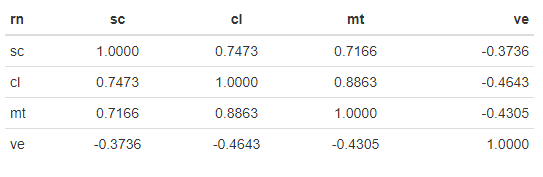 rn sc cl mt ve
sc 1.0000 0.7473 0.7166 -0.3736
cl 0.7473 1.0000 0.8863 -0.4643
mt 0.7166 0.8863 1.0000 -0.4305
ve -0.3736 -0.4643 -0.4305 1.0000